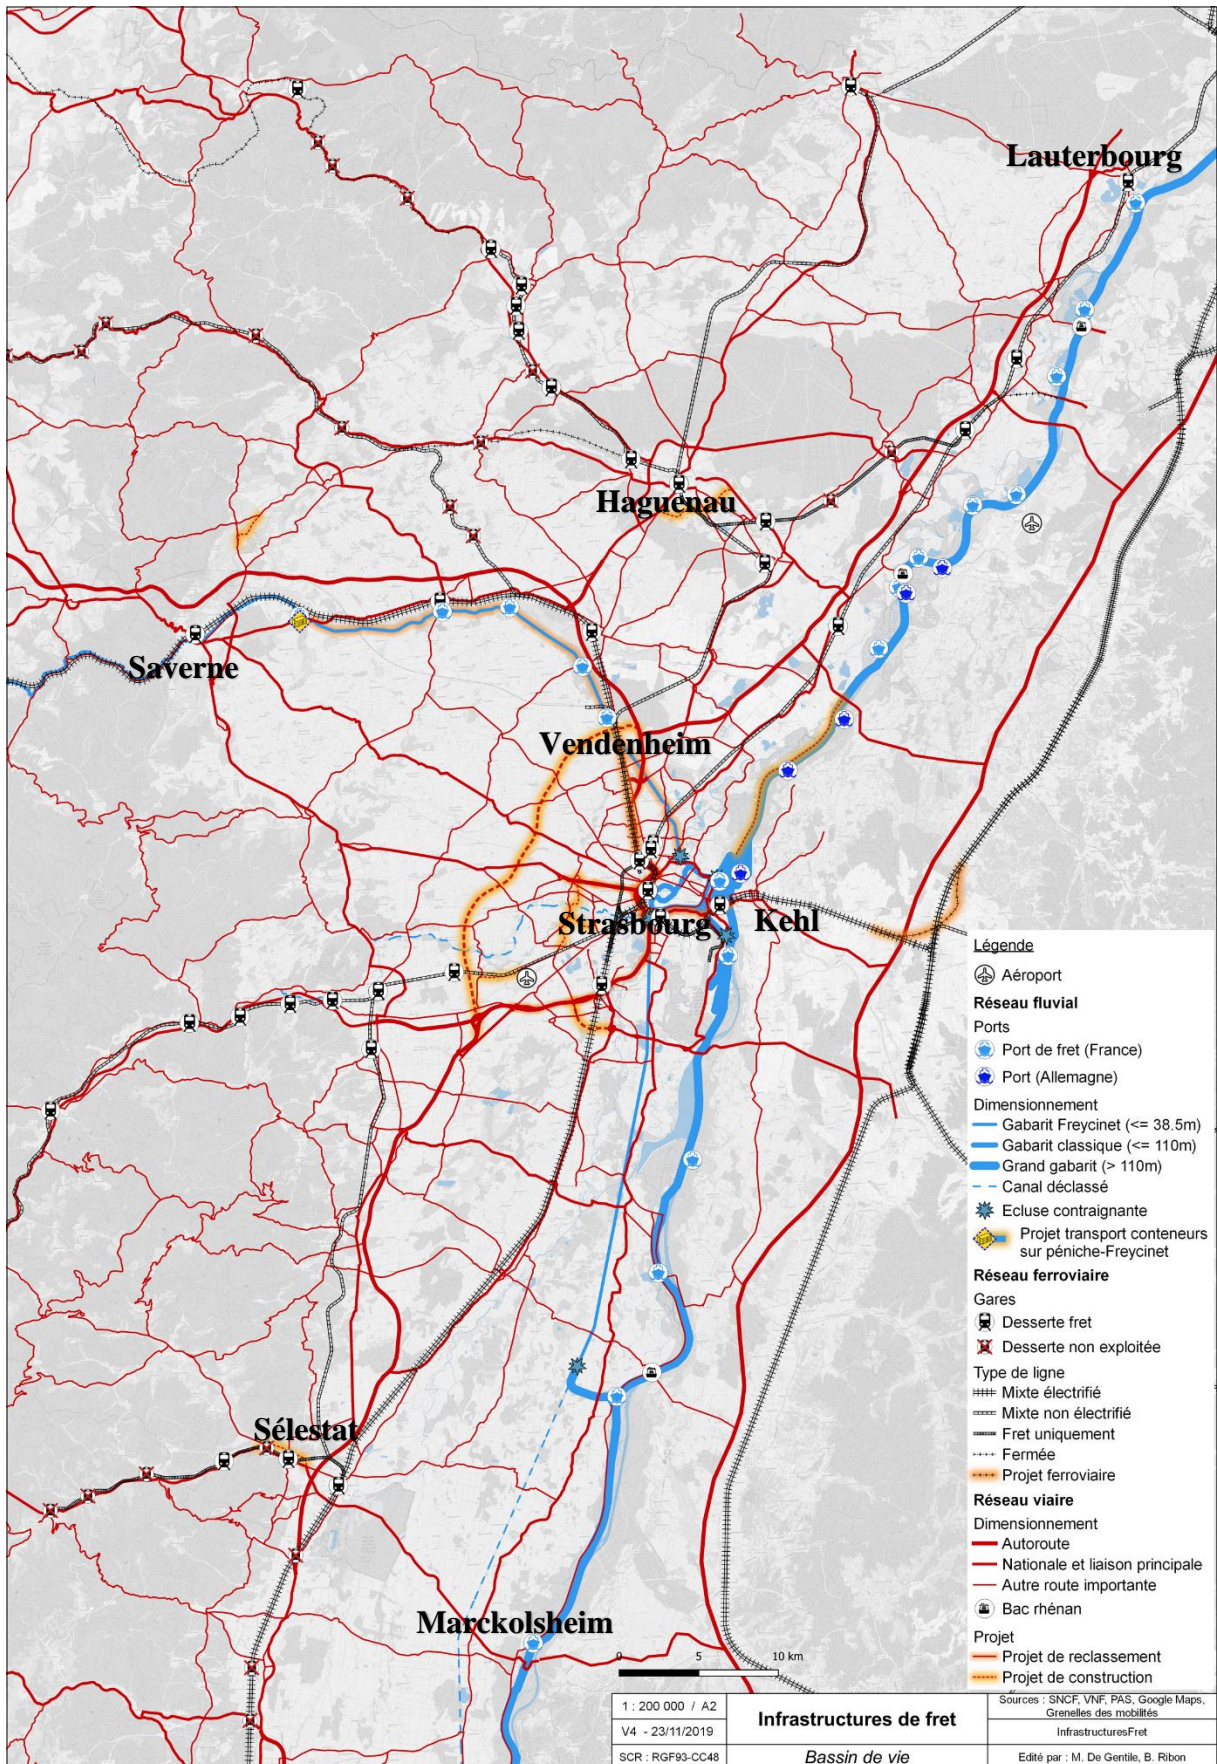 Lauterbourg
Haguenau
Saverne
Vendenheim
Strasbourg
Kehl
Sélestat
Marckolsheim
Légende
Aéroport
Réseau fluvial
Ports
Port de fret (France)
Port (Allemagne)
Dimensionnement
Gabarit Freycinet (<= 38.5m)
Gabarit classique (<= 110m)
Grand gabarit (> 110m)
Canal déclassé
Ecluse contraignante
Projet transport conteneurs
sur péniche-Freycinet
Réseau ferroviaire
Gares
Desserte fret
Desserte non exploitée
Type de ligne
Mixte électrifié
Mixte non électrifié
Fret uniquement
Fermée
Projet ferroviaire
Réseau viaire
Dimensionnement
Autoroute
Nationale et liaison principale
Autre route importante
Bac rhénan
Projet
Projet de reclassement
Projet de construction
0 5 10 km
1 : 200 000 / A2
V4 - 23/11/2019
SCR : RGF93-CC48
Infrastructures de fret
Bassin de vie
Sources : SNCF, VNF, PAS, Google Maps,
Grenelles des mobilités
InfrastructuresFret
Edité par : M. De Gentile, B. Ribon